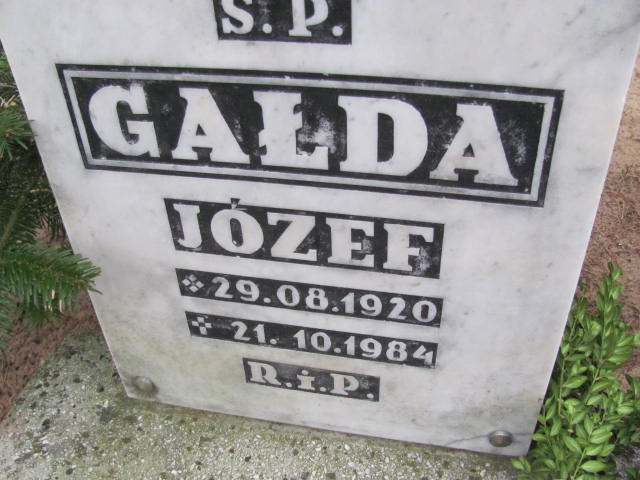 Ś. P.
GAŁDA
JÓZEF
29.08.1920
21.10.1984
R.i.P.